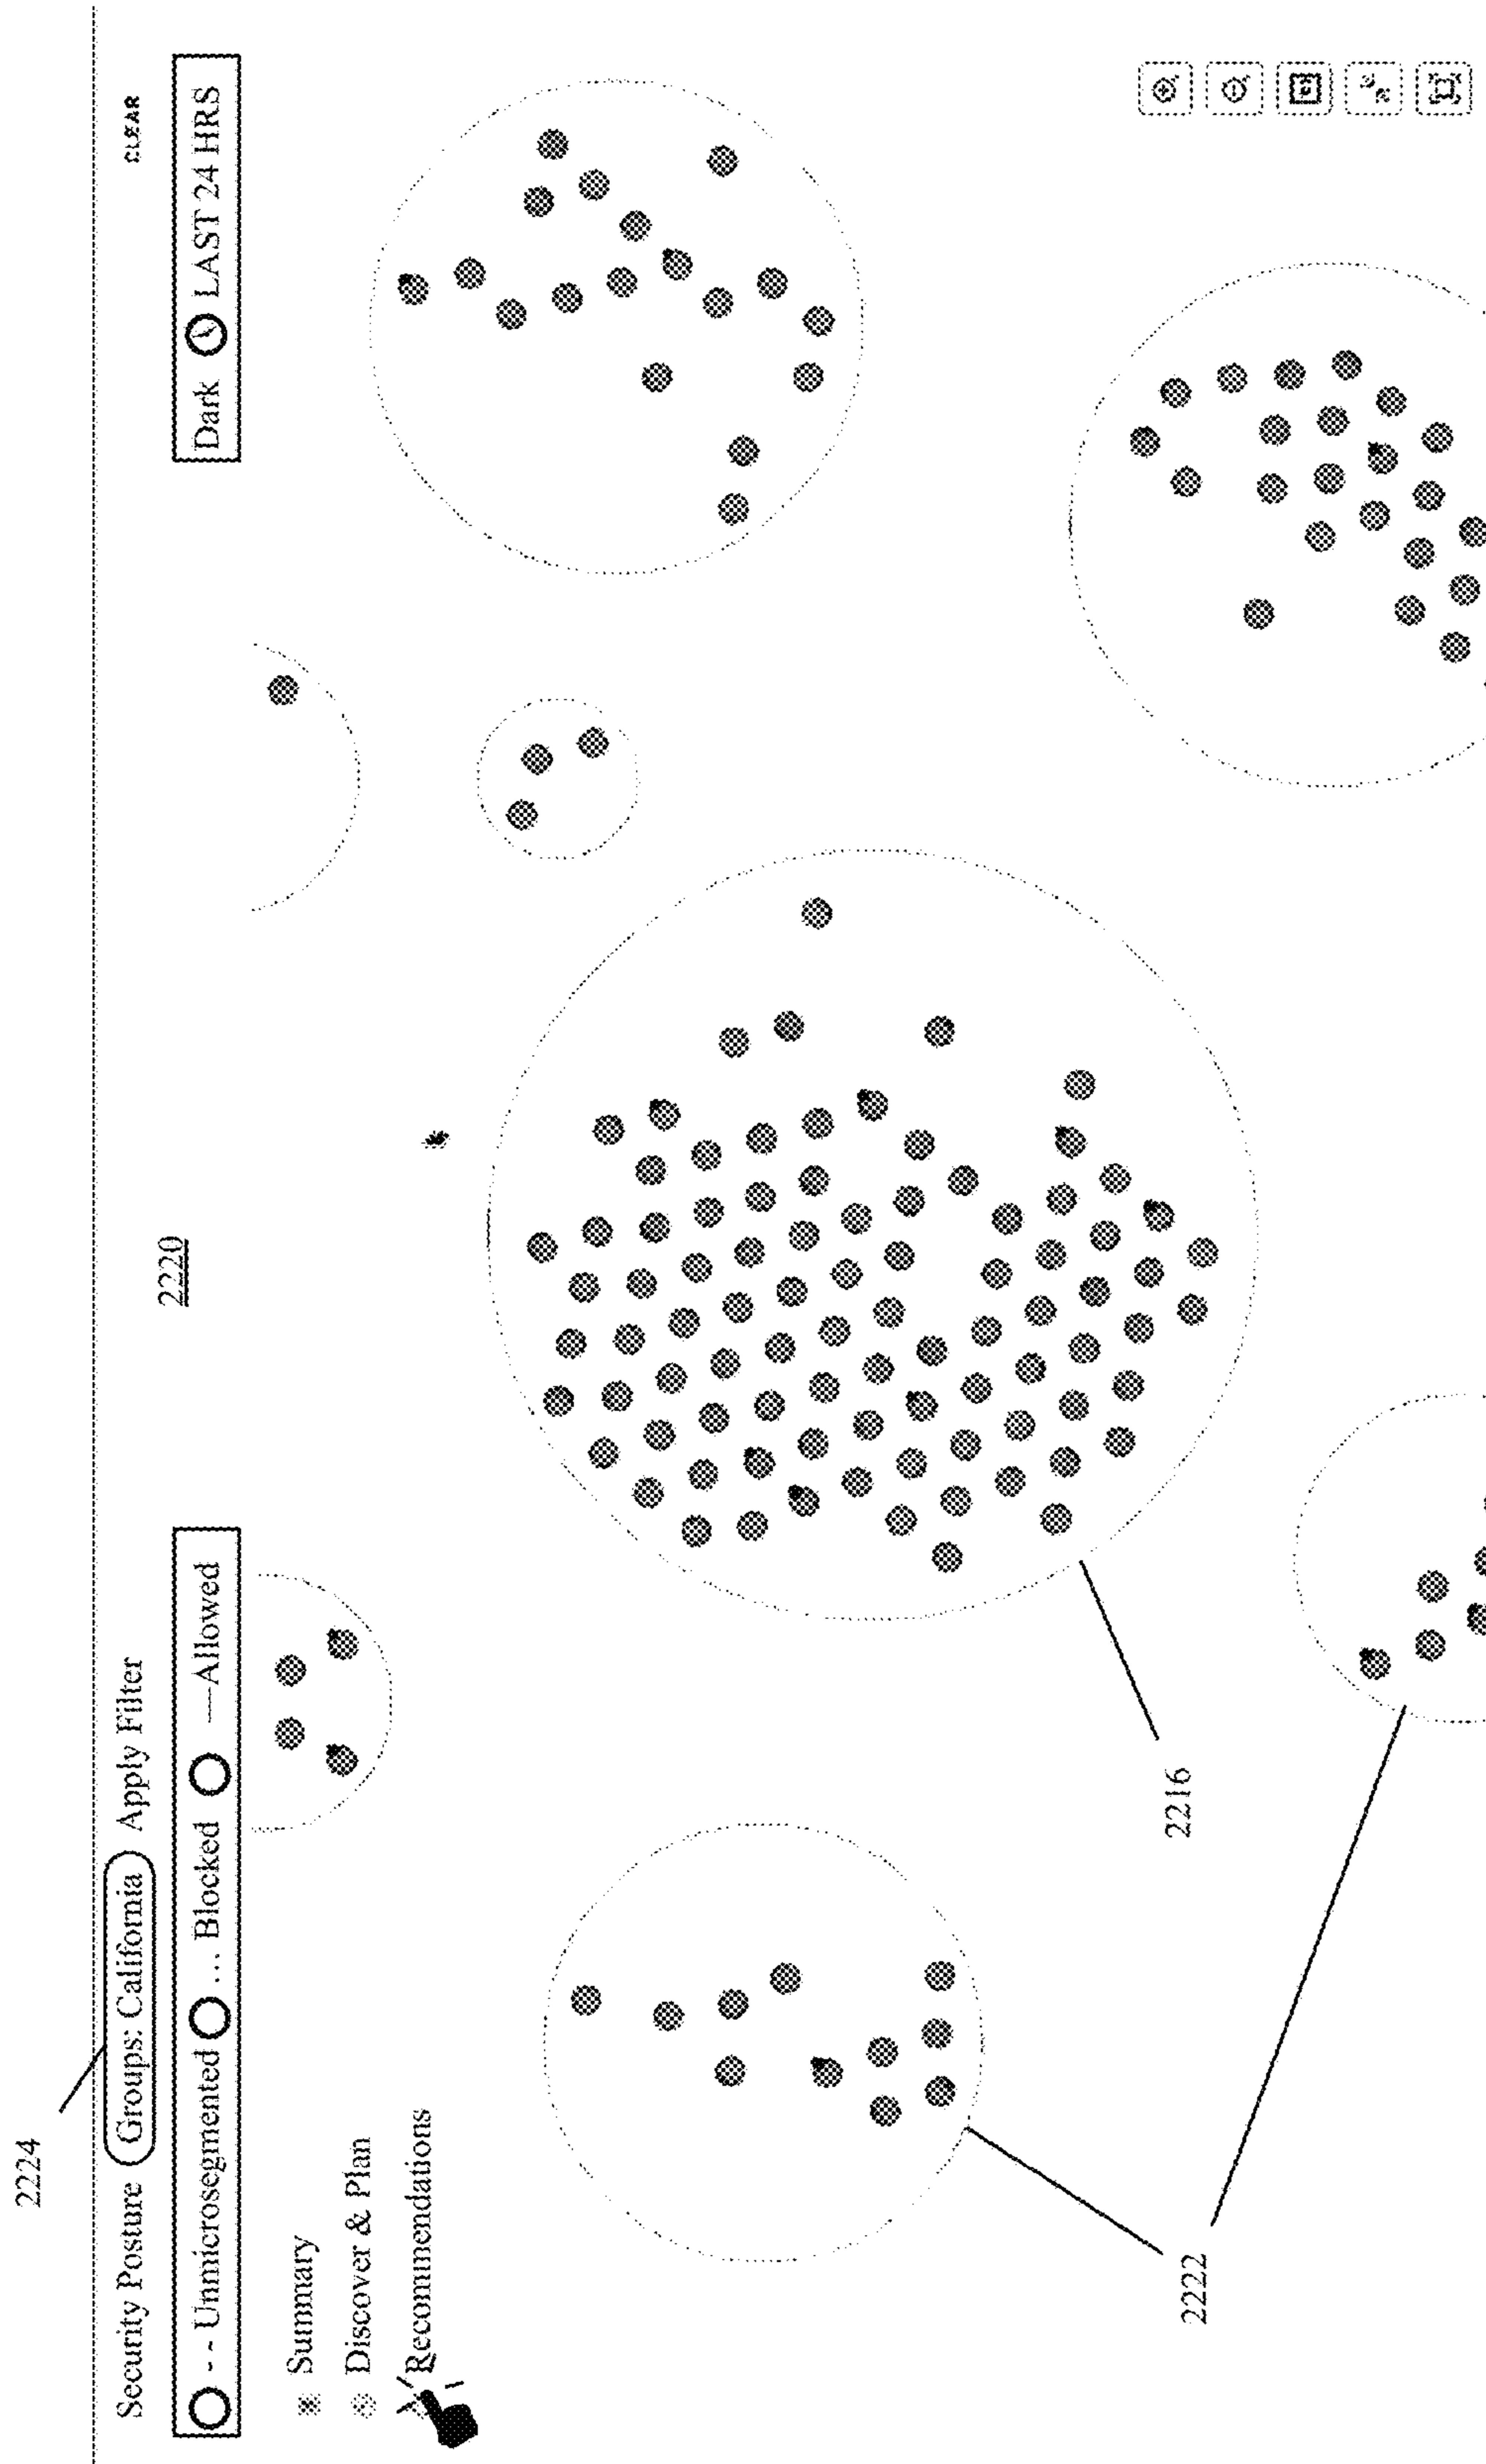 2224
Security Posture Groups: California Apply Filter
CLEAR
- - Unmicrosegmented ... Blocked —Allowed
2220
Dark LAST 24 HRS
Summary
Discover & Plan
Recommendations
2216
2222